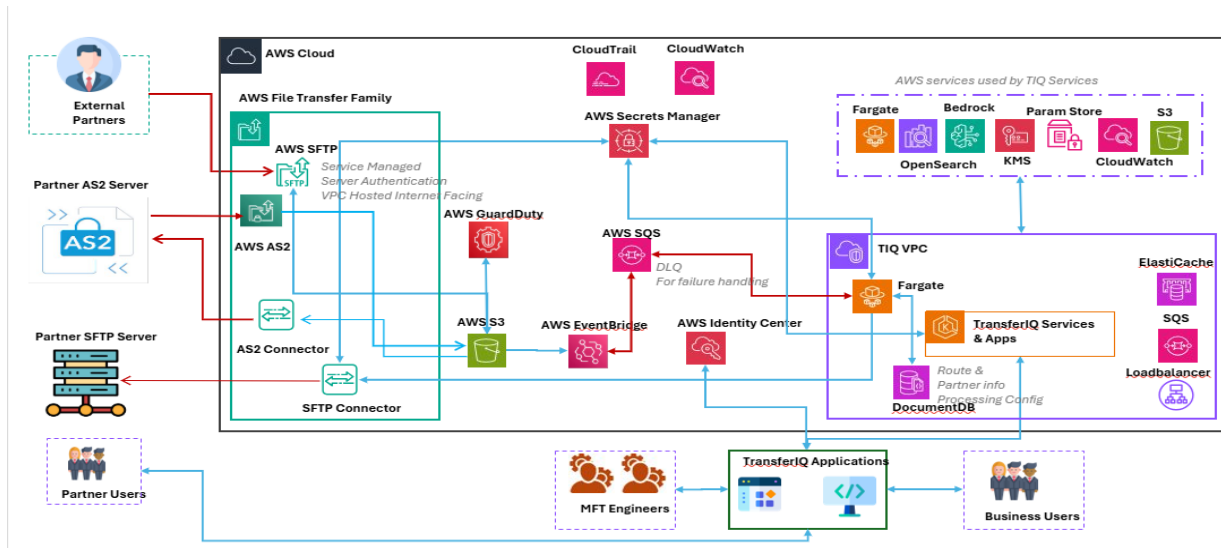 AWS Cloud
CloudTrail
CloudWatch
External
Partners
AWS File Transfer Family
AWS SFTP
SFTP
Service Managed
Server Authentication
VPC Hosted Internet Facing
AWS Secrets Manager
AWS services used by TIQ Services
Fargate
Bedrock
Param Store
S3
OpenSearch
KMS
CloudWatch
Partner AS2 Server
>>
AS2
<<
AWS AS2
AWS GuardDuty
AWS SQS
DLQ
For failure handling
TIQ VPC
Fargate
ElastiCache
Partner SFTP Server
AS2 Connector
AWS S3
AWS EventBridge
AWS Identity Center
TransferIQ Services
& Apps
SQS
Loadbalancer
SFTP Connector
Route &
Partner info
Processing Config
DocumentDB
Partner Users
MFT Engineers
TransferIQ Applications
Business Users